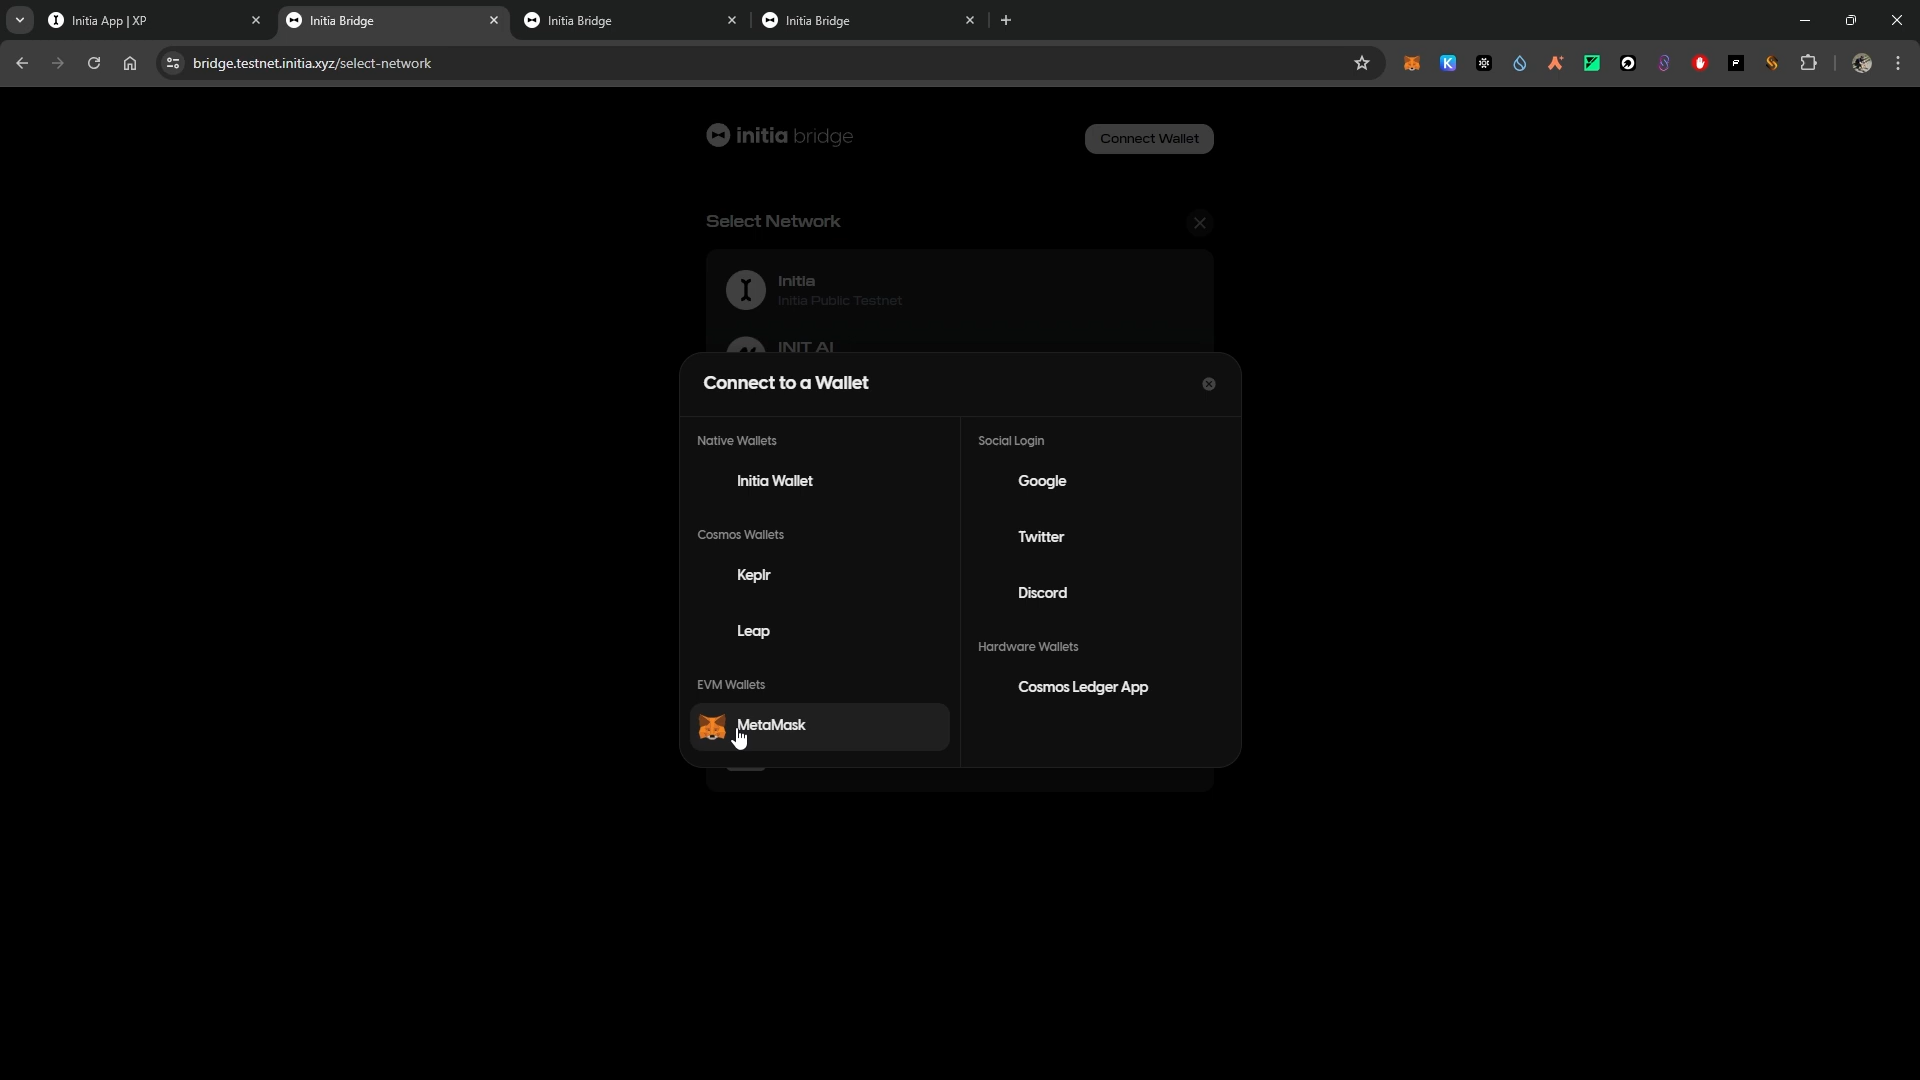 Initia App | XP
Initia Bridge
Initia Bridge
Initia Bridge
bridge.testnet.initia.xyz/select-network
initia bridge
Connect Wallet
Select Network
Initia
Initia Public Testnet
INIT AI
Connect to a Wallet
Native Wallets
Initia Wallet
Cosmos Wallets
Keplr
Leap
EVM Wallets
MetaMask
Social Login
Google
Twitter
Discord
Hardware Wallets
Cosmos Ledger App